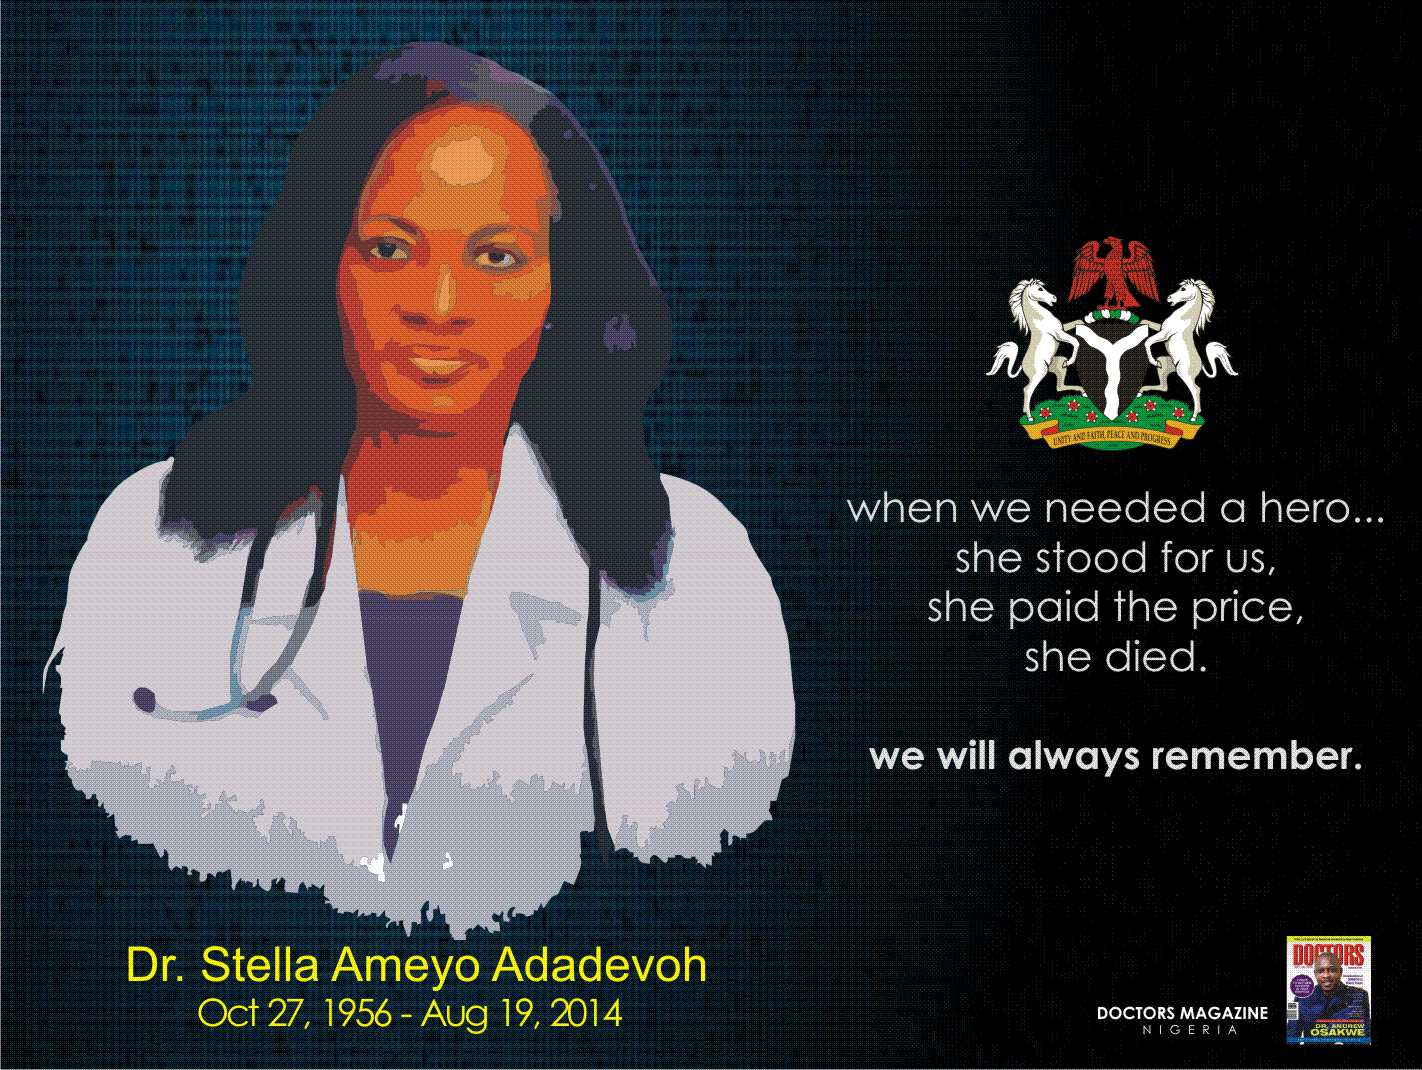 UNITY AND FAITH, PEACE AND PROGRESS
when we needed a hero...
she stood for us,
she paid the price,
she died.
we will always remember.
Dr. Stella Ameyo Adadevoh
Oct 27, 1956 - Aug 19, 2014
DOCTORS MAGAZINE
NIGERIA
DOCTORS
DR. ANDREW
OSAKWE